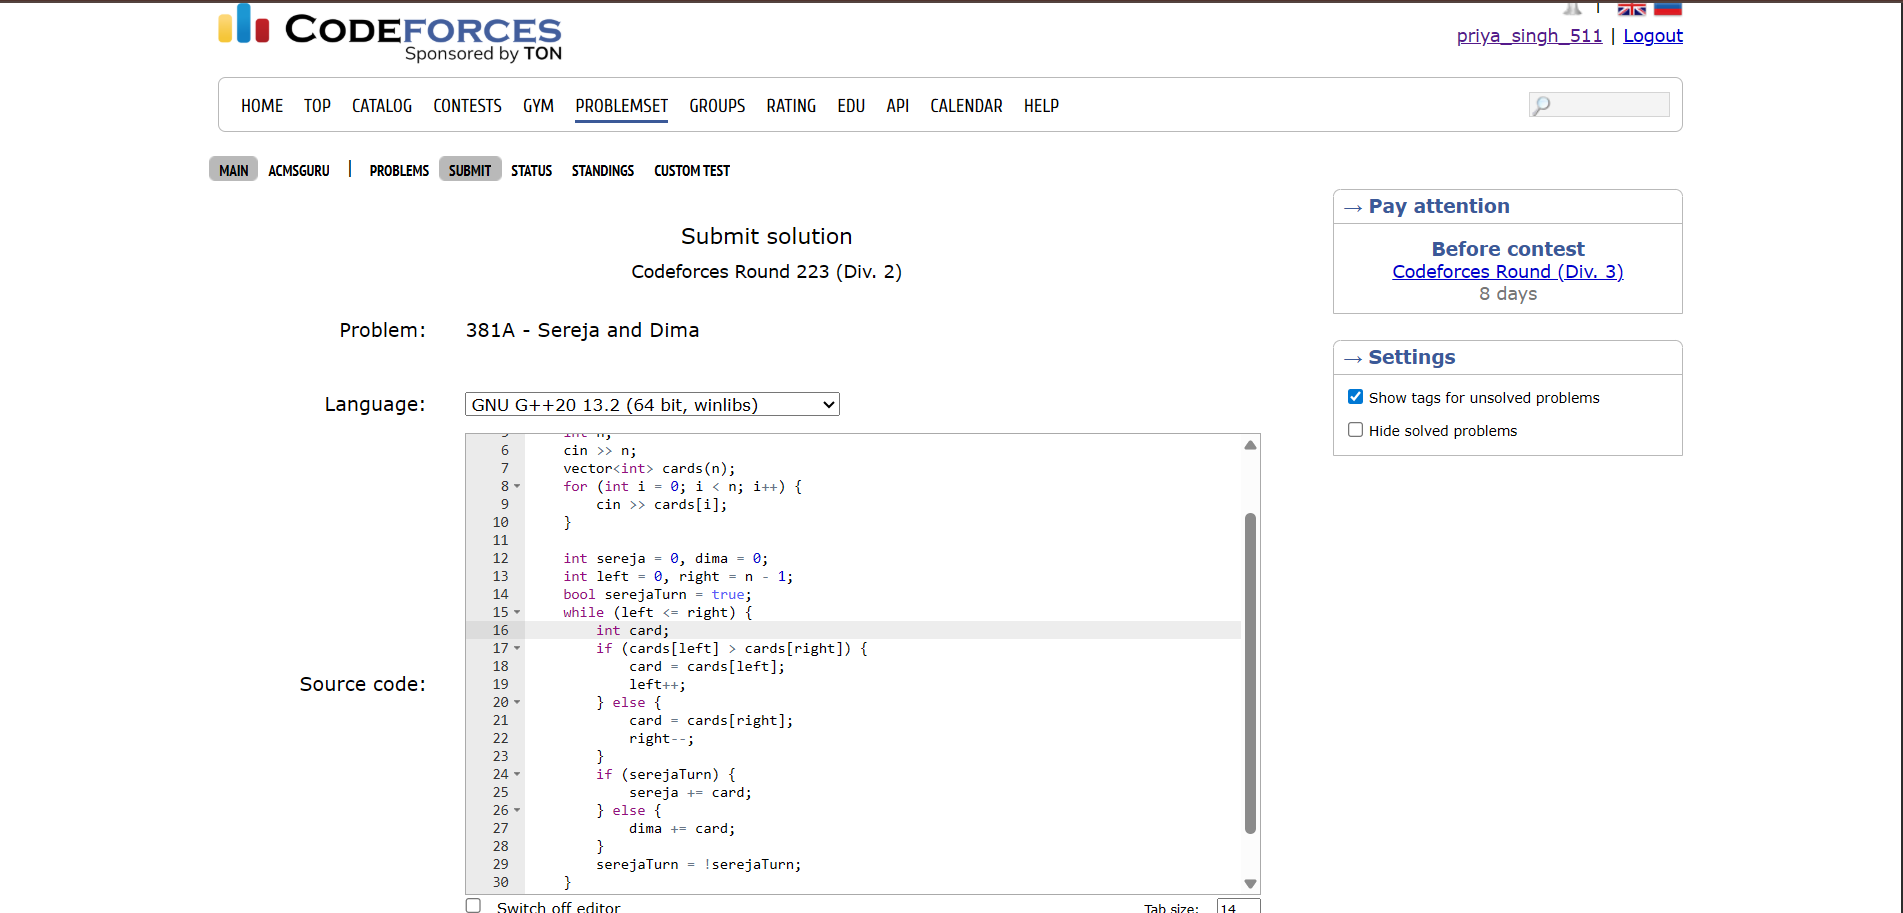 CODEFORCES
Sponsored by TON
priya_singh_511 | Logout
HOME TOP CATALOG CONTESTS GYM PROBLEMSET GROUPS RATING EDU API CALENDAR HELP
MAIN ACMSGURU | PROBLEMS SUBMIT STATUS STANDINGS CUSTOM TEST
→ Pay attention
Before contest
Codeforces Round (Div. 3)
8 days
→ Settings
Show tags for unsolved problems
Hide solved problems
Submit solution
Codeforces Round 223 (Div. 2)
Problem: 381A - Sereja and Dima
Language: GNU G++20 13.2 (64 bit, winlibs)
Source code:
5 int n;
6 cin >> n;
7 vector<int> cards(n);
8 for (int i = 0; i < n; i++) {
9 cin >> cards[i];
10 }
11
12 int sereja = 0, dima = 0;
13 int left = 0, right = n - 1;
14 bool serejaTurn = true;
15 while (left <= right) {
16 int card;
17 if (cards[left] > cards[right]) {
18 card = cards[left];
19 left++;
20 } else {
21 card = cards[right];
22 right--;
23 }
24 if (serejaTurn) {
25 sereja += card;
26 } else {
27 dima += card;
28 }
29 serejaTurn = !serejaTurn;
30 }
Switch off editor
Tab size: 14